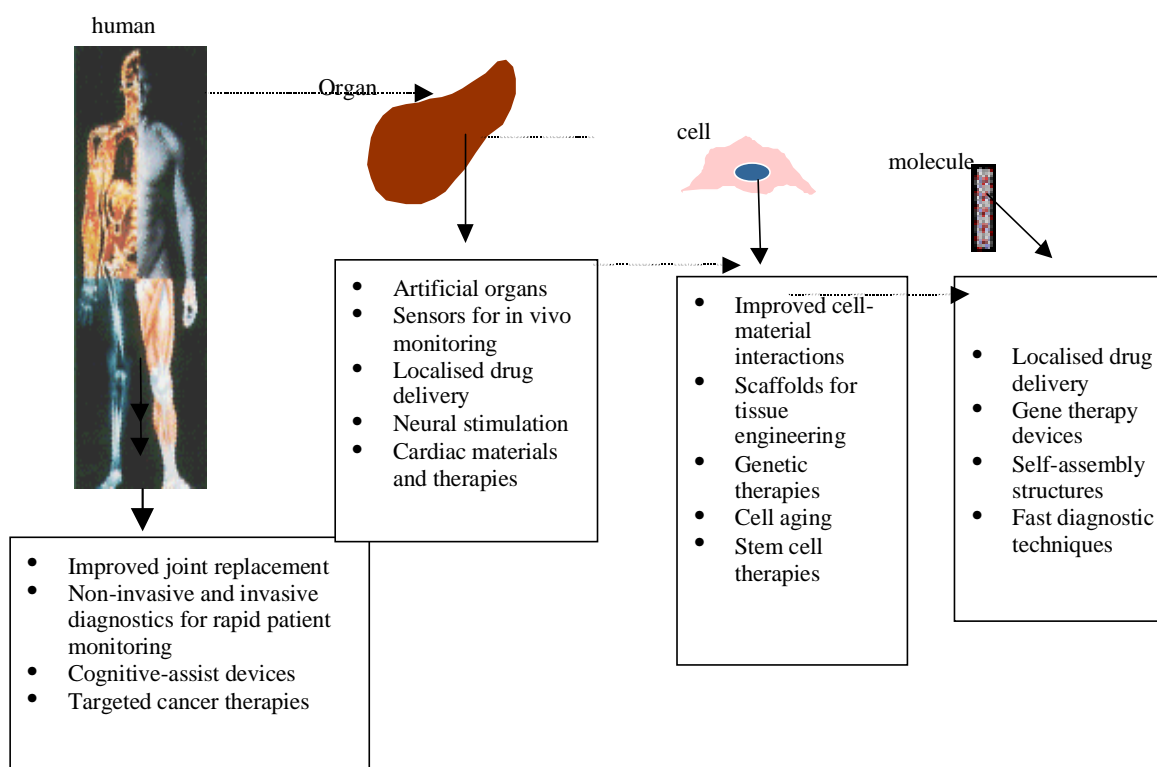 human
Organ
cell
molecule
• Improved joint replacement
• Non-invasive and invasive
diagnostics for rapid patient
monitoring
• Cognitive-assist devices
• Targeted cancer therapies
• Artificial organs
• Sensors for in vivo
monitoring
• Localised drug
delivery
• Neural stimulation
• Cardiac materials
and therapies
• Improved cell-
material
interactions
• Scaffolds for
tissue
engineering
• Genetic
therapies
• Cell aging
• Stem cell
therapies
• Localised drug
delivery
• Gene therapy
devices
• Self-assembly
structures
• Fast diagnostic
techniques